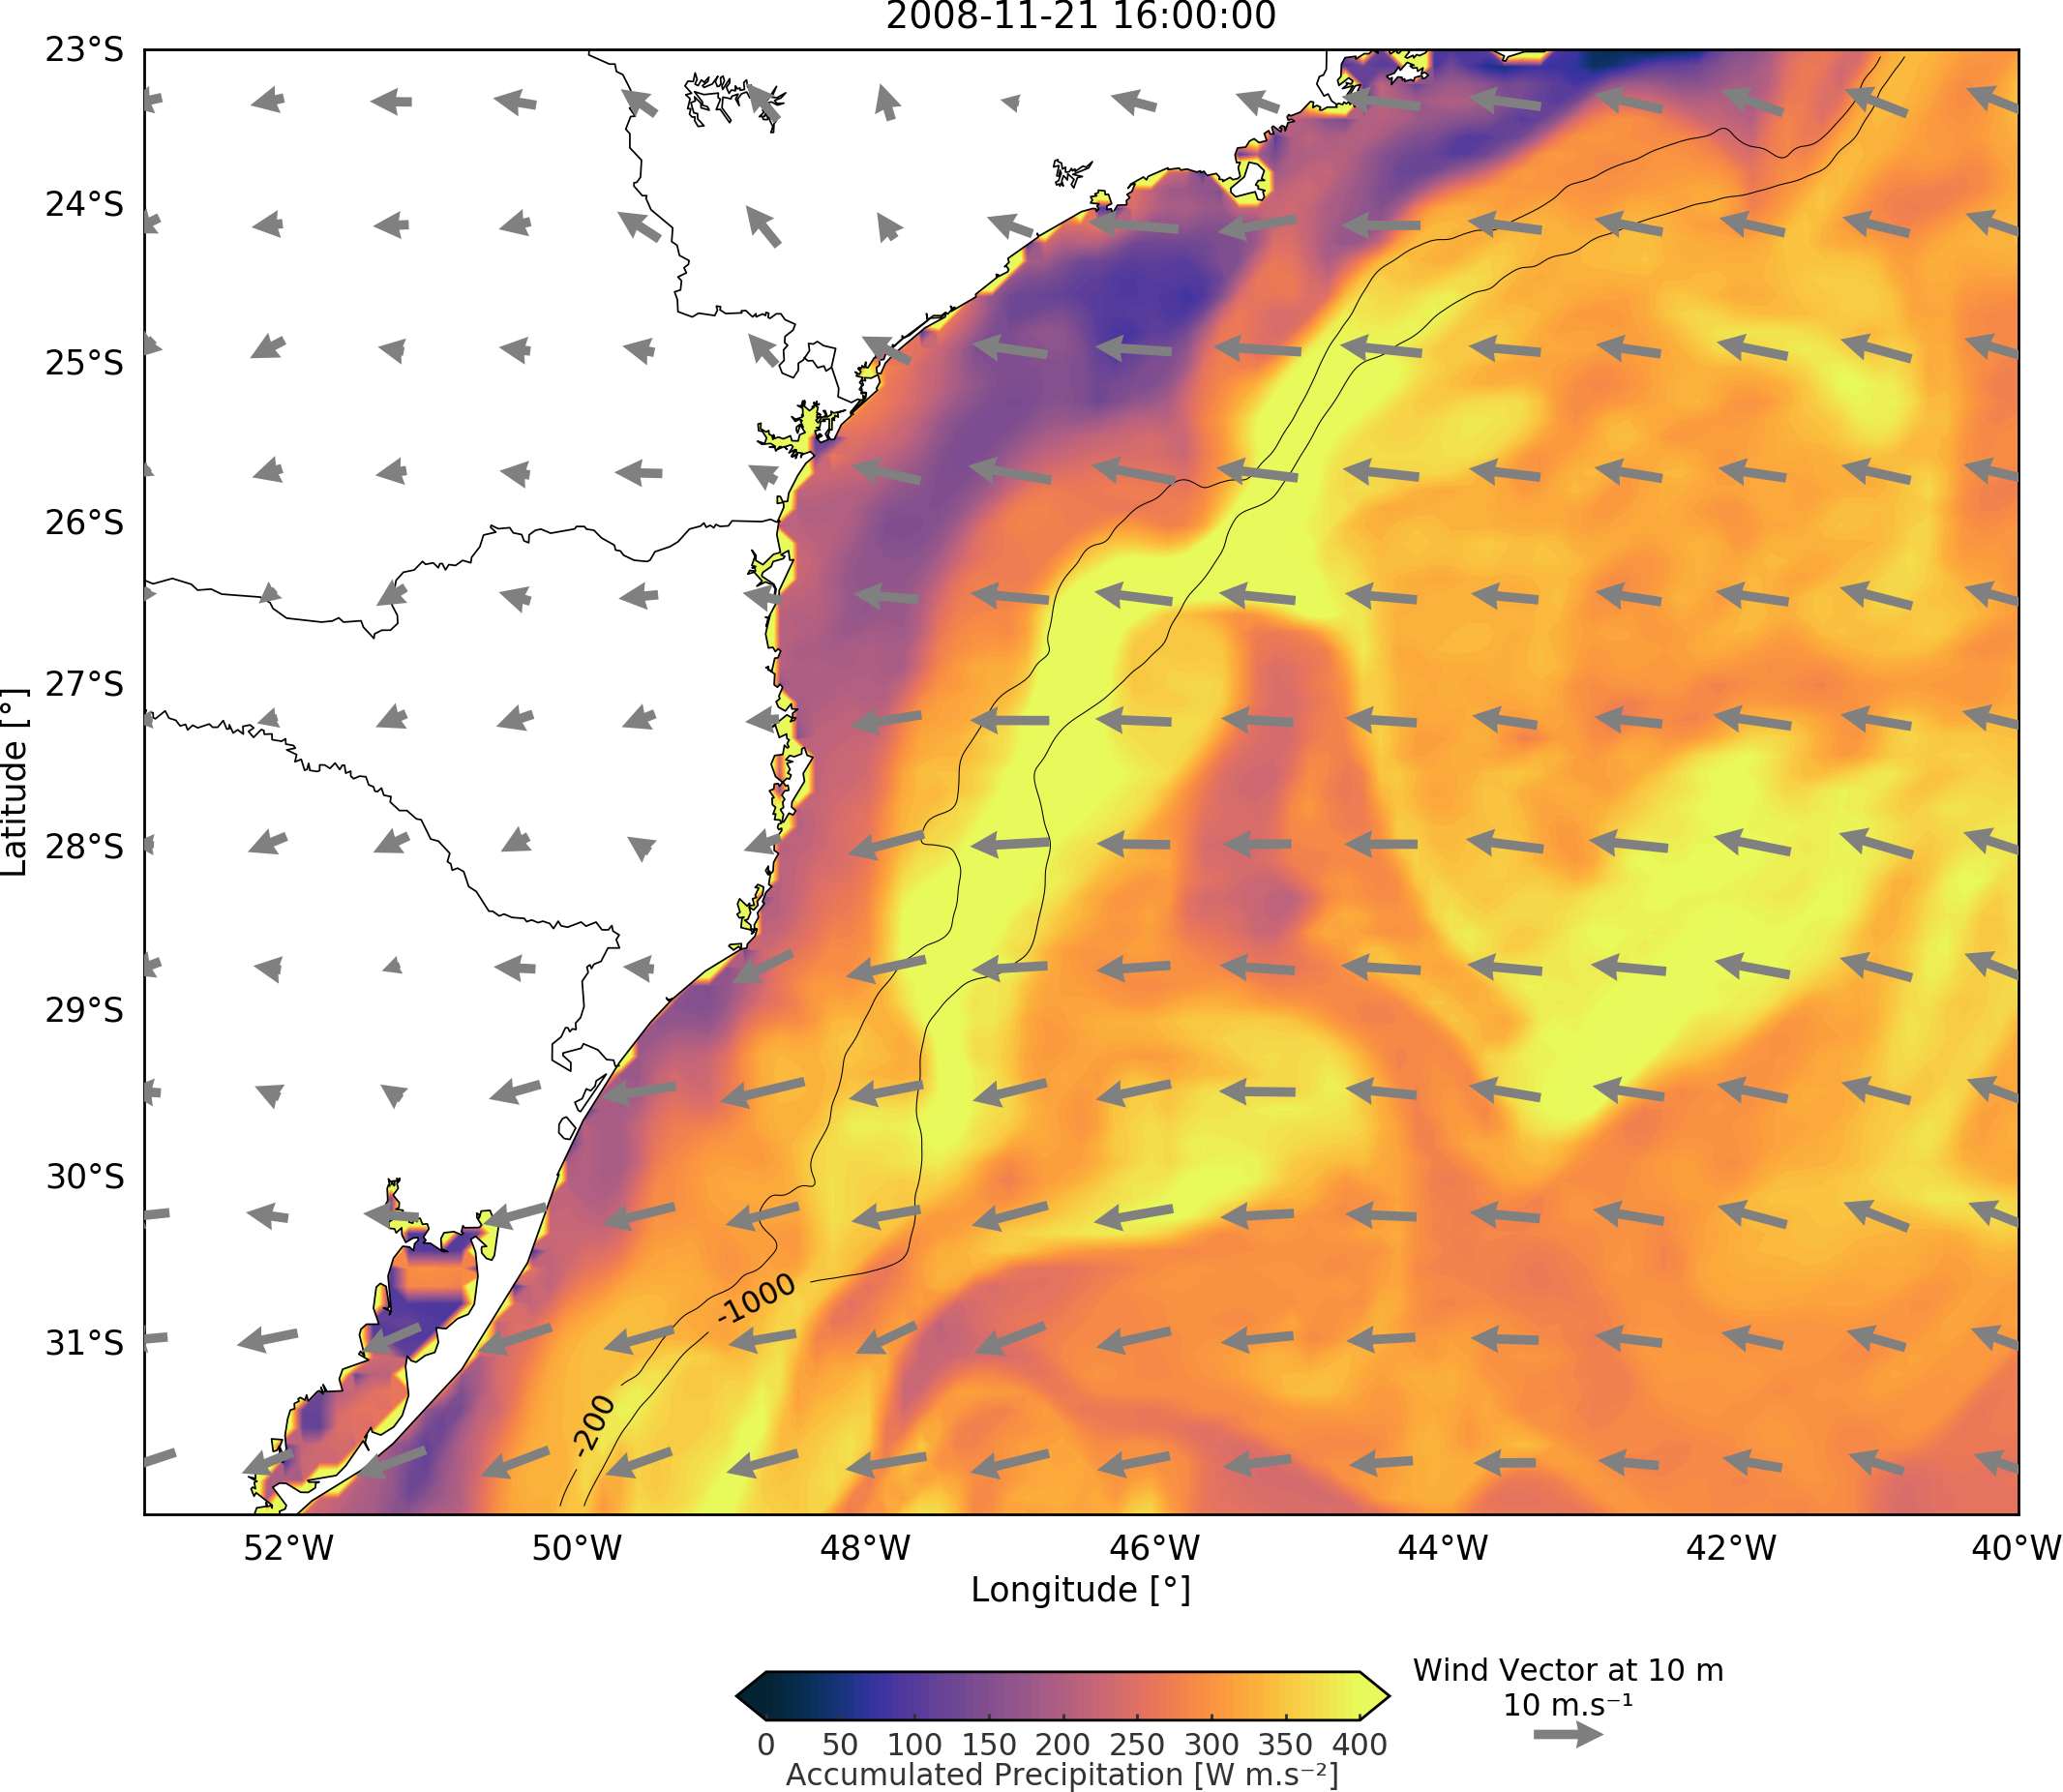 2008-11-21 16:00:00
23°S
24°S
25°S
26°S
27°S
28°S
29°S
30°S
31°S
Latitude [°]
-1000
-200
52°W 50°W 48°W 46°W 44°W 42°W 40°W
Longitude [°]
Wind Vector at 10 m
10 m.s⁻¹
0 50 100 150 200 250 300 350 400
Accumulated Precipitation [W m.s⁻²]